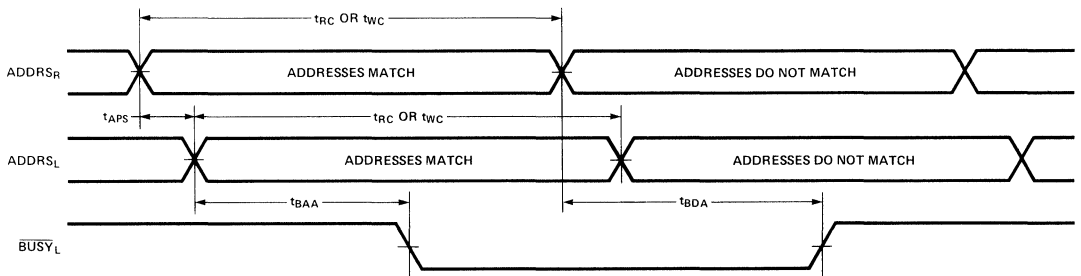 tRC OR tWC
ADDRSR
ADDRESSES MATCH
ADDRESSES DO NOT MATCH
tAPS
tRC OR tWC
ADDRSL
ADDRESSES MATCH
ADDRESSES DO NOT MATCH
tBAA
tBDA
BUSYL